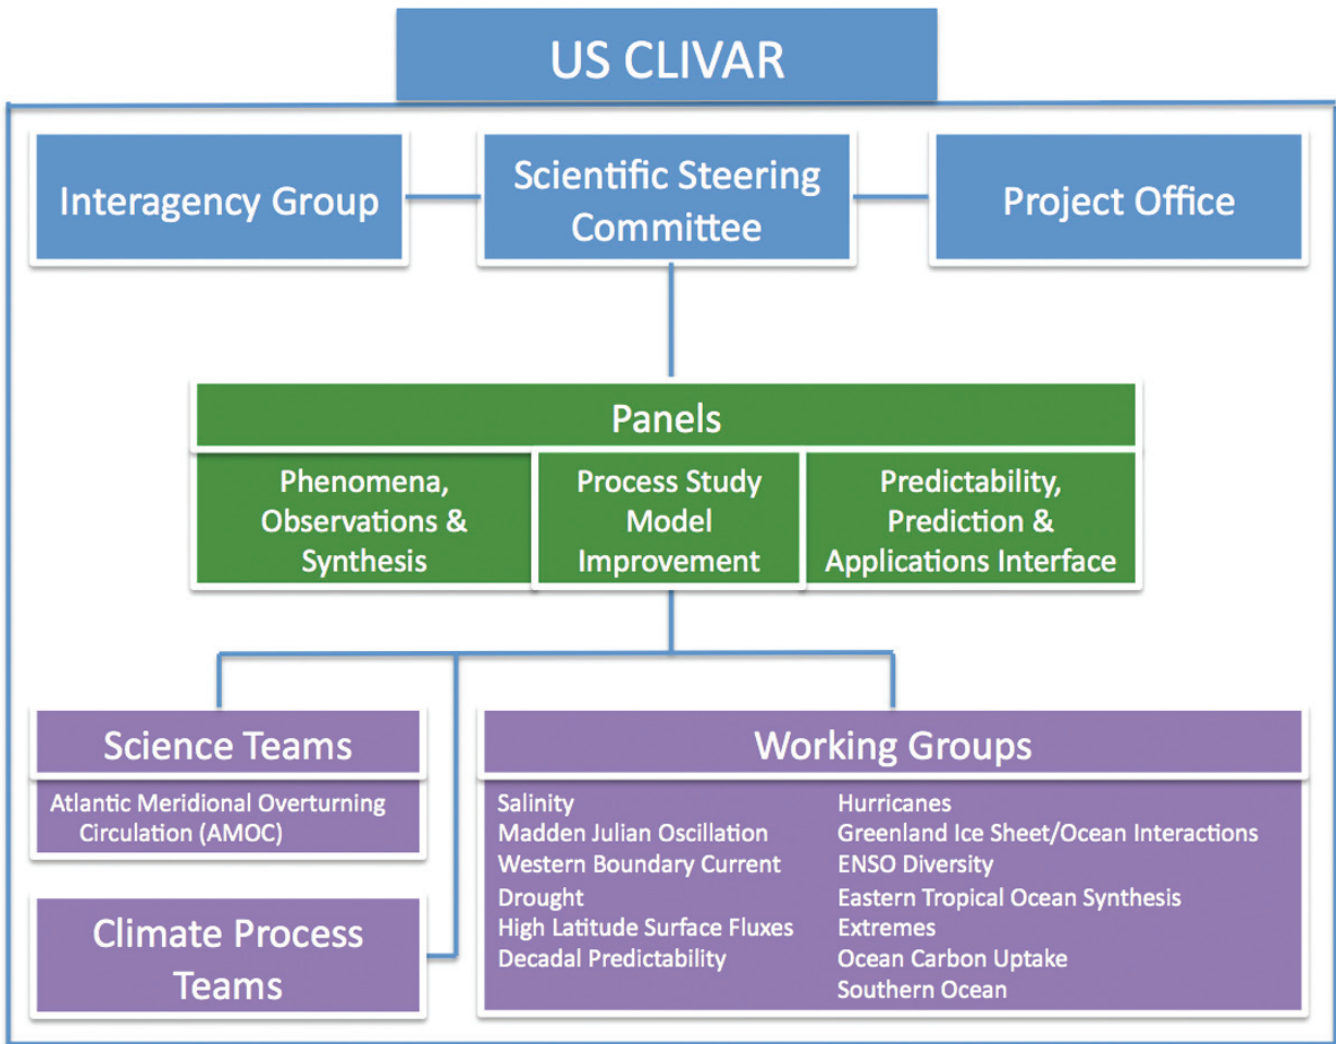 US CLIVAR
Interagency Group
Scientific Steering
Committee
Project Office
Panels
Phenomena,
Observations &
Synthesis
Process Study
Model
Improvement
Predictability,
Prediction &
Applications Interface
Science Teams
Atlantic Meridional Overturning
Circulation (AMOC)
Climate Process
Teams
Working Groups
Salinity
Madden Julian Oscillation
Western Boundary Current
Drought
High Latitude Surface Fluxes
Decadal Predictability
Hurricanes
Greenland Ice Sheet/Ocean Interactions
ENSO Diversity
Eastern Tropical Ocean Synthesis
Extremes
Ocean Carbon Uptake
Southern Ocean